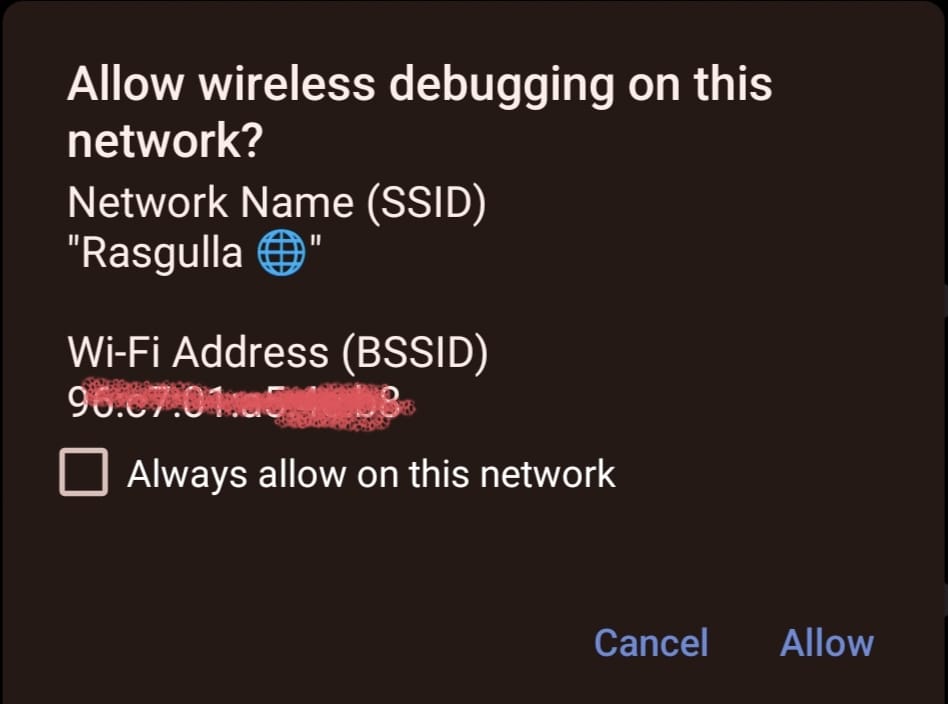 Allow wireless debugging on this
network?
Network Name (SSID)
"Rasgulla 🌐"
Wi-Fi Address (BSSID)
Always allow on this network
Cancel Allow